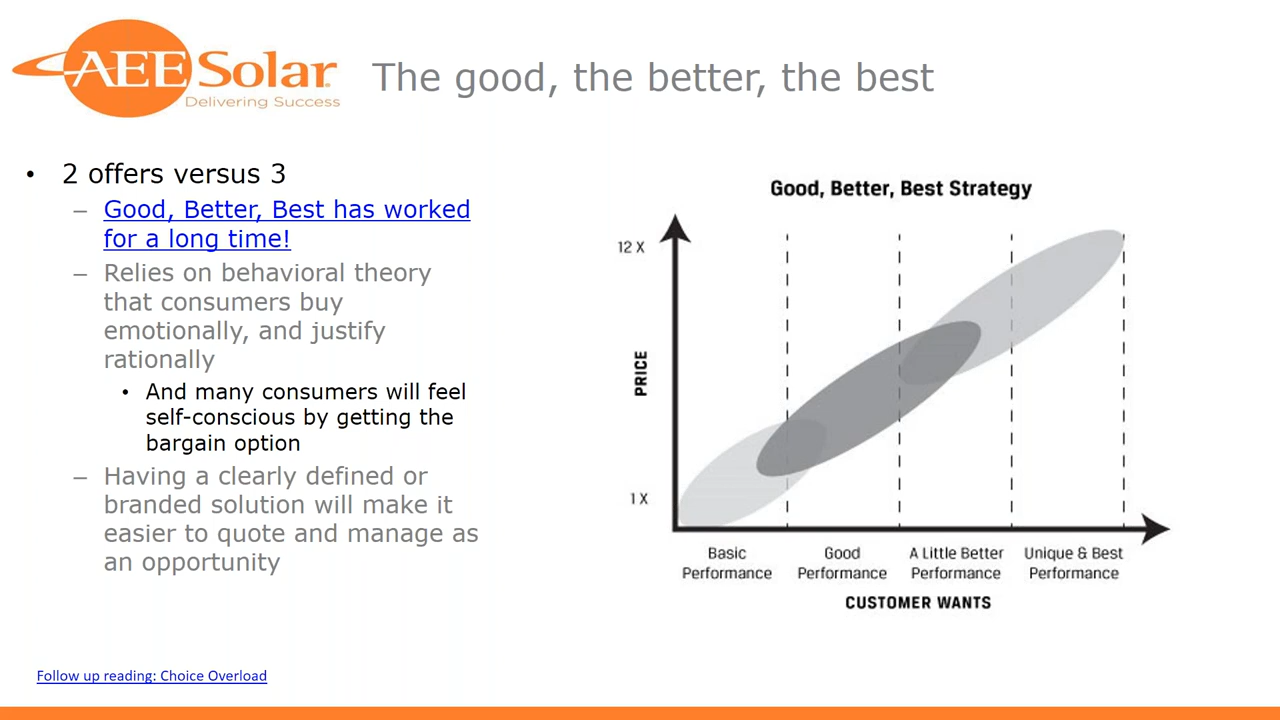 AEE Solar
Delivering Success
The good, the better, the best
• 2 offers versus 3
– Good, Better, Best has worked
for a long time!
– Relies on behavioral theory
that consumers buy
emotionally, and justify
rationally
• And many consumers will feel
self-conscious by getting the
bargain option
– Having a clearly defined or
branded solution will make it
easier to quote and manage as
an opportunity
Follow up reading: Choice Overload
Good, Better, Best Strategy
12 X
PRICE
1 X
Basic
Performance
Good
Performance
A Little Better
Performance
Unique & Best
Performance
CUSTOMER WANTS